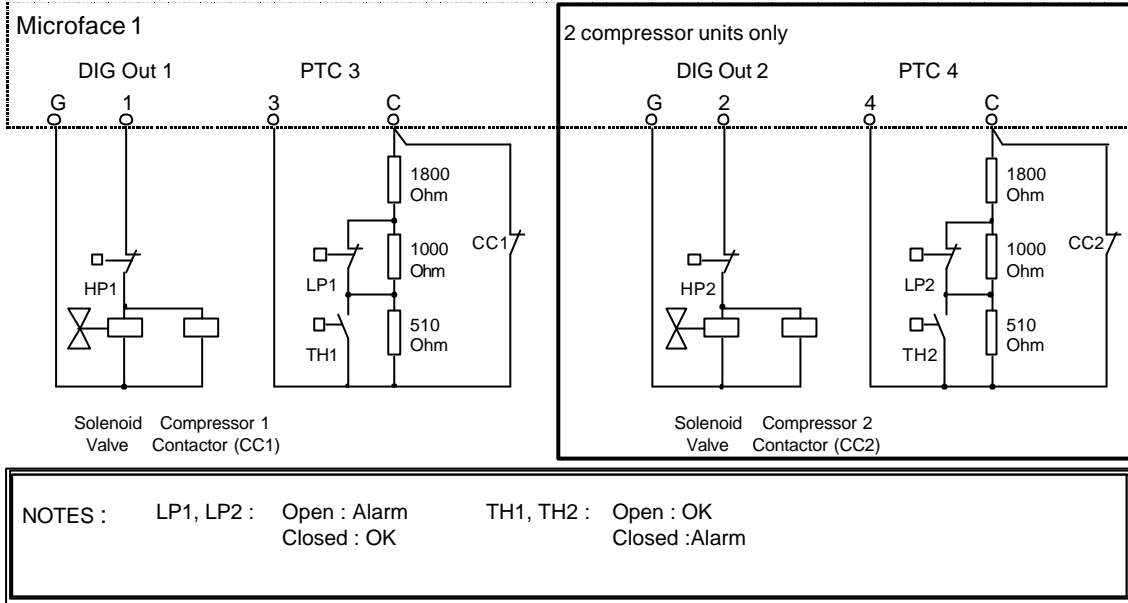 Microface 1
DIG Out 1
PTC 3
G
1
3
C
1800
Ohm
1000
Ohm
510
Ohm
HP1
LP1
TH1
CC1
Solenoid
Valve
Compressor 1
Contactor (CC1)
2 compressor units only
DIG Out 2
PTC 4
G
2
4
C
1800
Ohm
1000
Ohm
510
Ohm
HP2
LP2
TH2
CC2
Solenoid
Valve
Compressor 2
Contactor (CC2)
NOTES : LP1, LP2 : Open : Alarm TH1, TH2 : Open : OK
Closed : OK Closed :Alarm